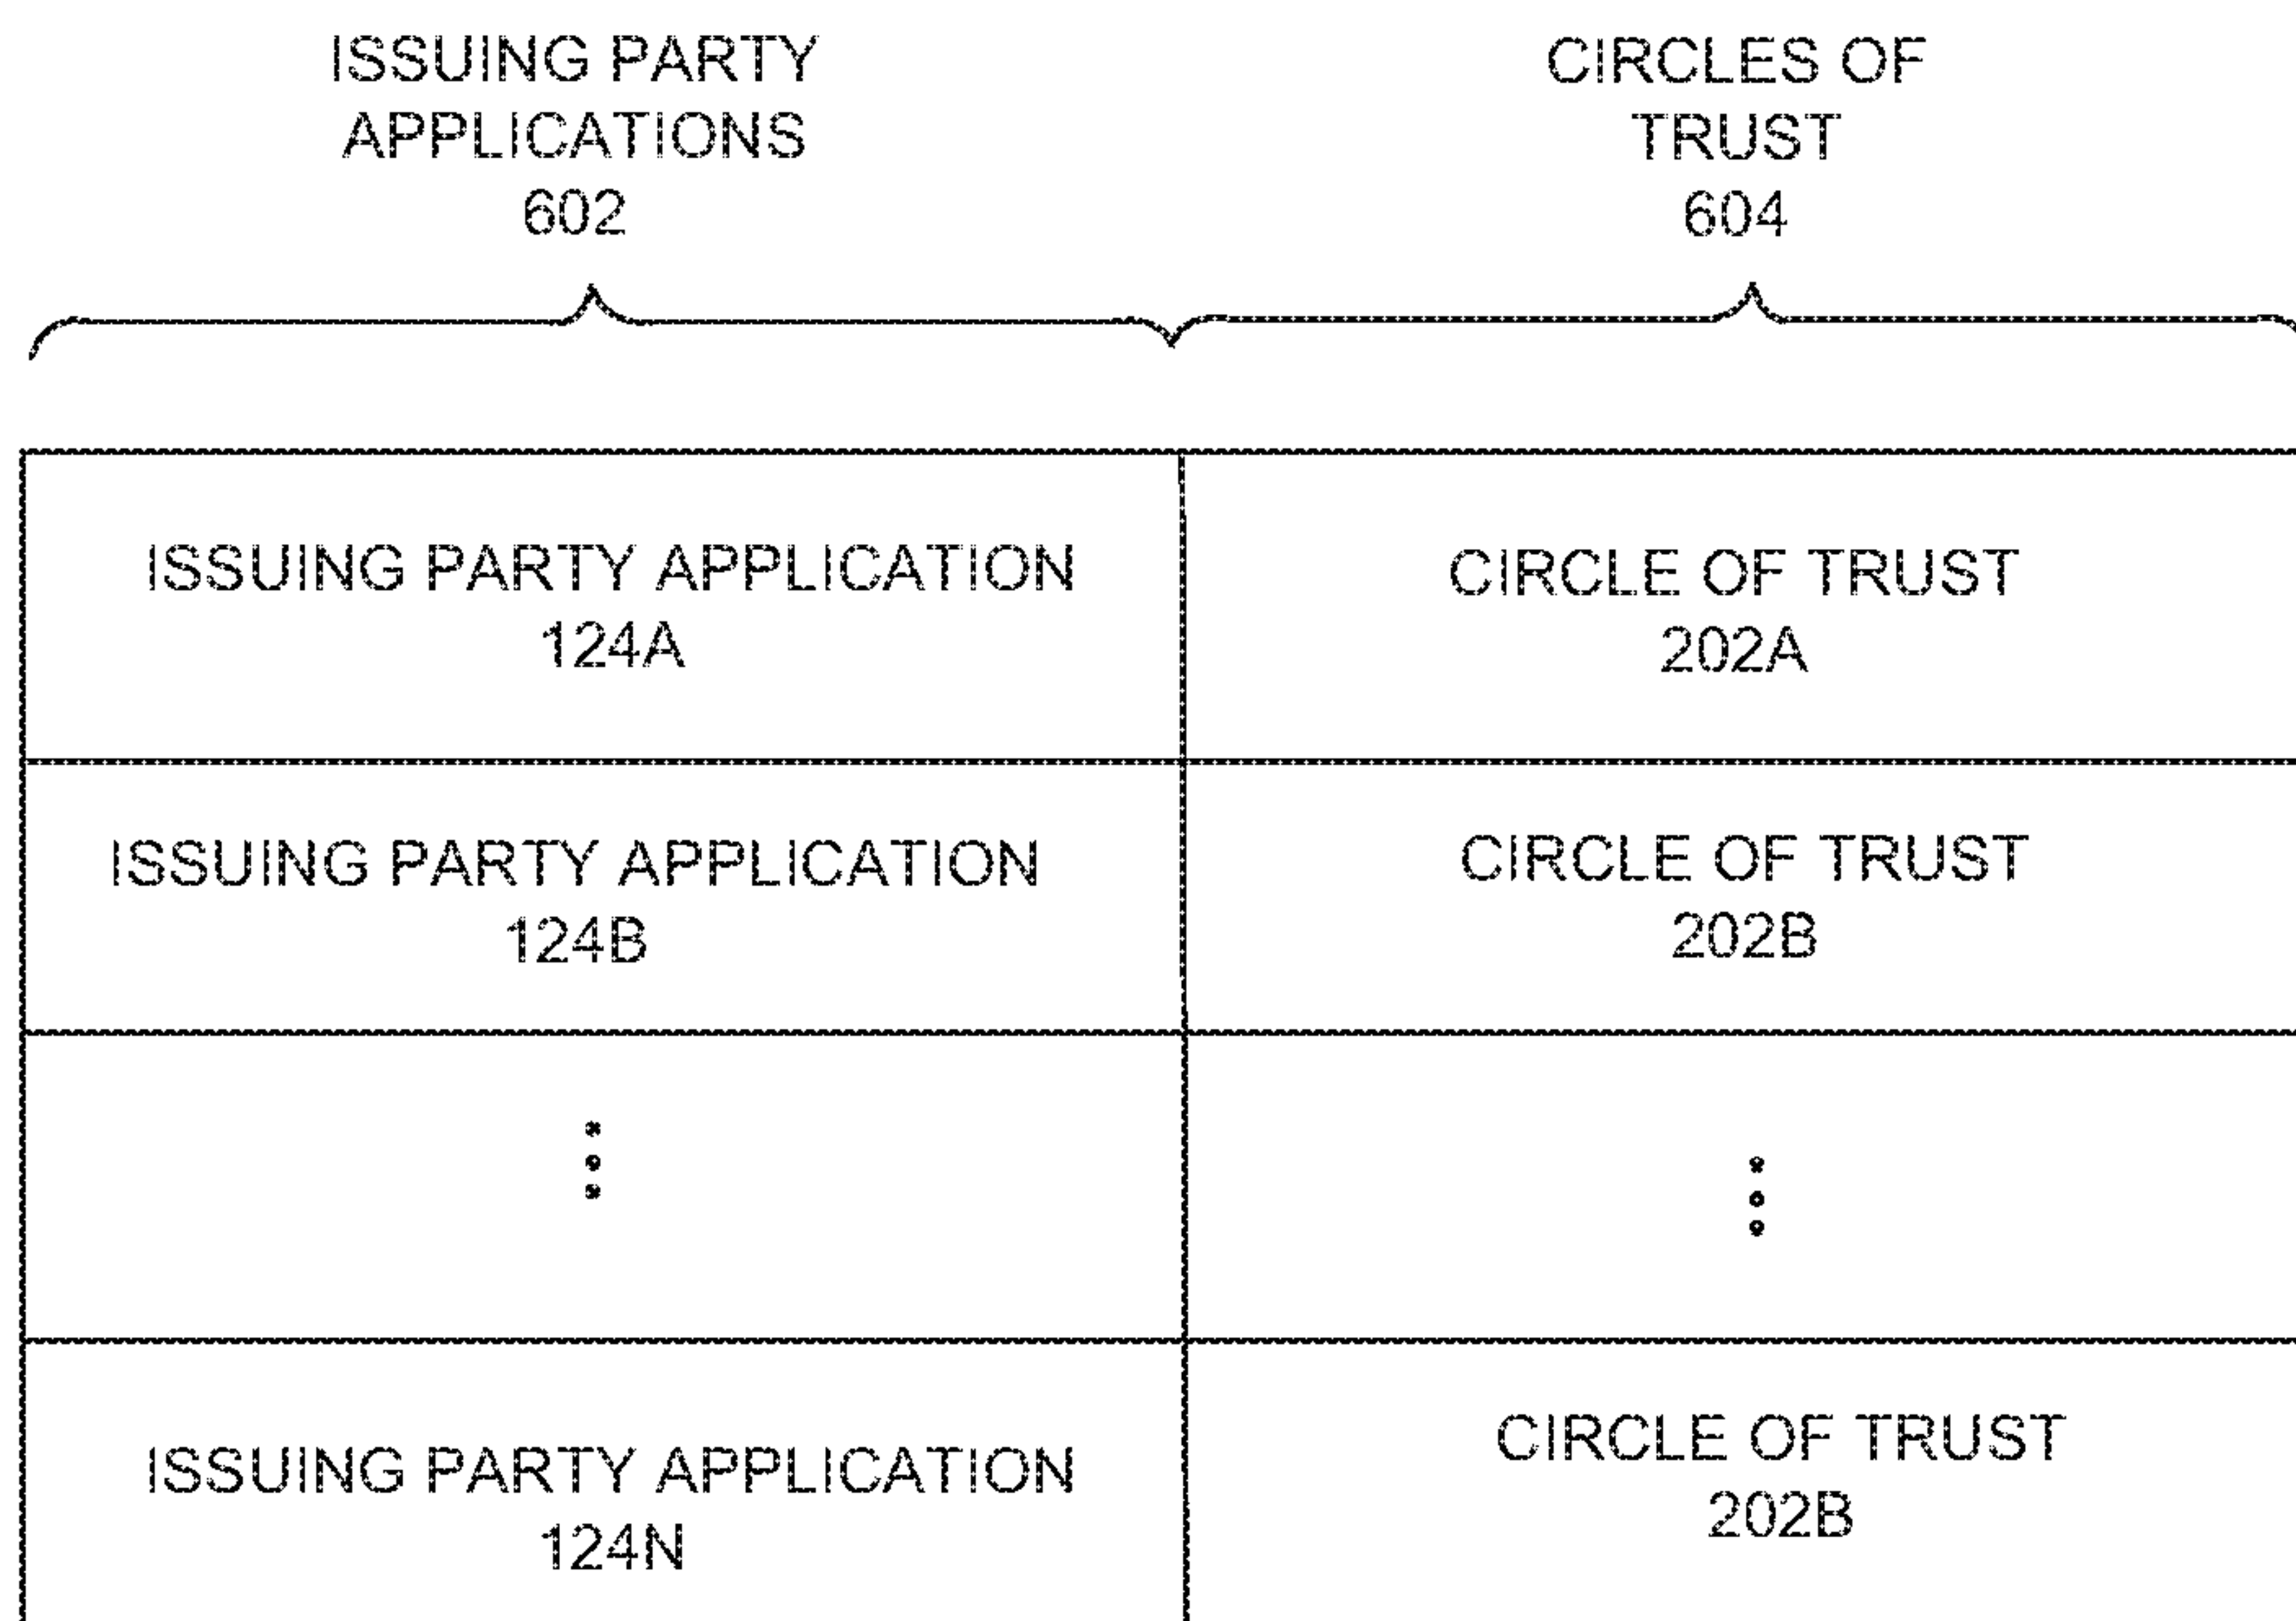 ISSUING PARTY
APPLICATIONS
602
CIRCLES OF
TRUST
604
ISSUING PARTY APPLICATION
124A
CIRCLE OF TRUST
202A
ISSUING PARTY APPLICATION
124B
CIRCLE OF TRUST
202B
ISSUING PARTY APPLICATION
124N
CIRCLE OF TRUST
202B